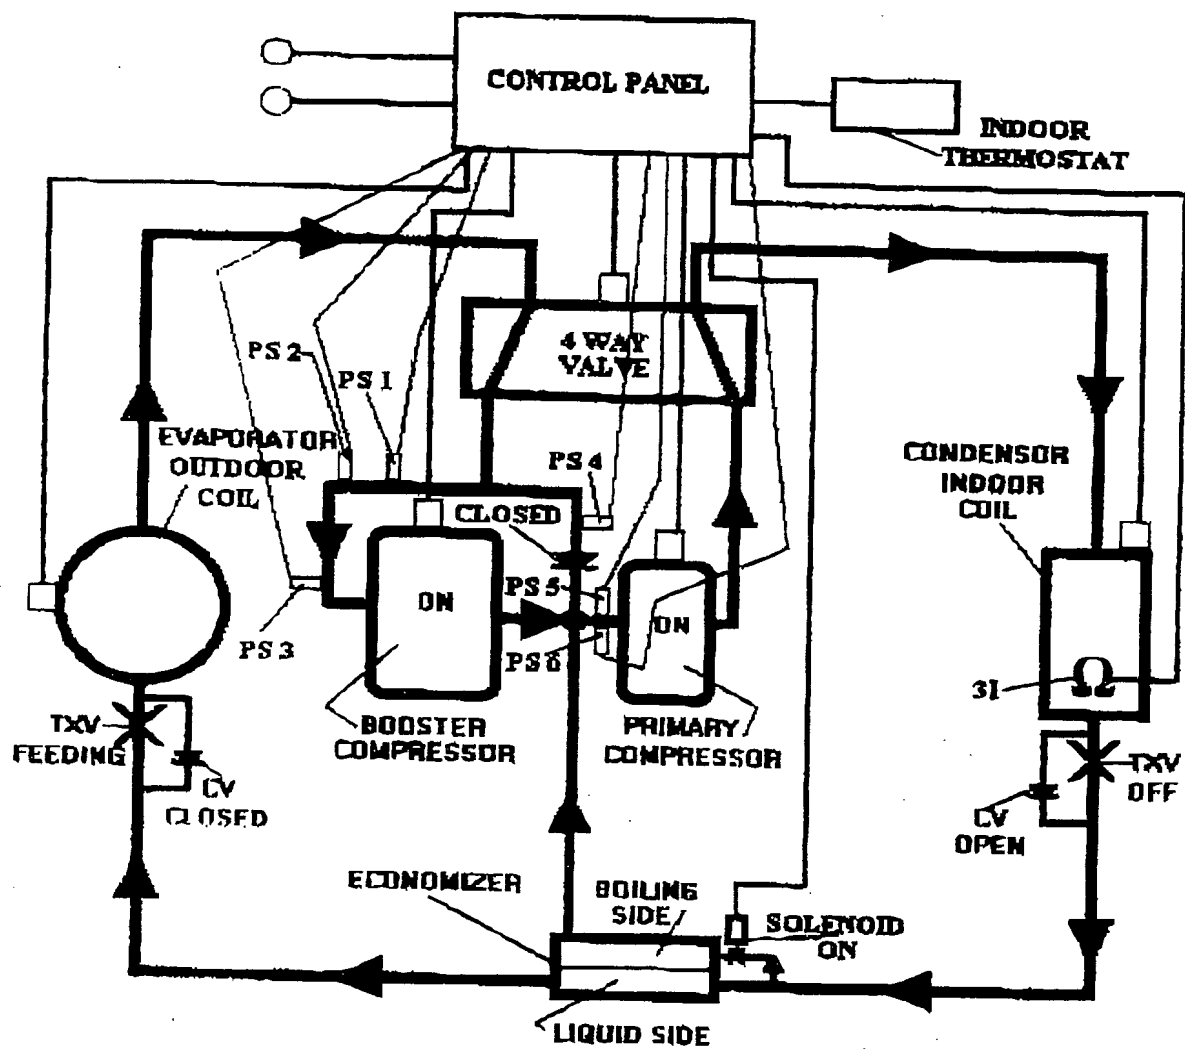 CONTROL PANEL
INDOOR
THERMOSTAT
4 WAY
VALVE
PS 2
PS 1
EVAPORATOR
OUTDOOR
COIL
PS 4
CLOSED
CONDENSOR
INDOOR
COIL
PS 5
ON
ON
PS 3
PS 6
31
TXV
FEEDING
BOOSTER
COMPRESSOR
PRIMARY
COMPRESSOR
TXV
OFF
CV
CLOSED
CV
OPEN
ECONOMIZER
BOILING
SIDE
SOLENOID
ON
LIQUID SIDE